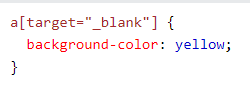 a[target="_blank"] {
  background-color: yellow;
}